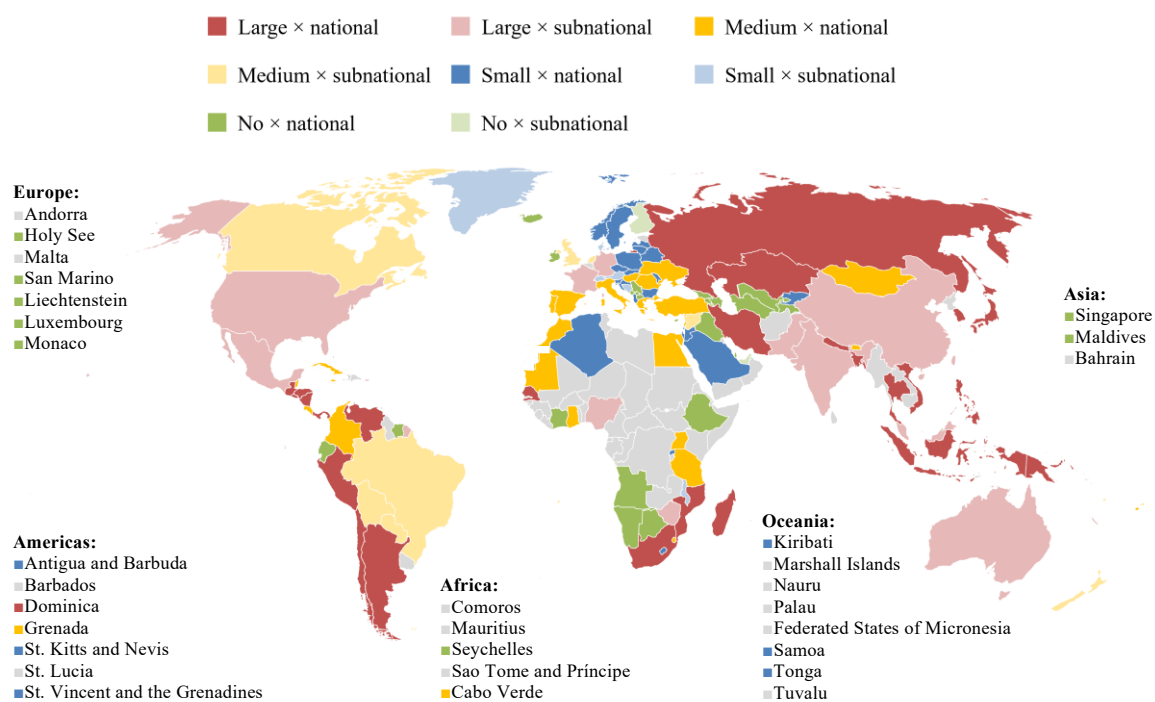 Large × national
Large × subnational
Medium × national
Medium × subnational
Small × national
Small × subnational
No × national
No × subnational
Europe:
Andorra
Holy See
Malta
San Marino
Liechtenstein
Luxembourg
Monaco
Asia:
Singapore
Maldives
Bahrain
Americas:
Antigua and Barbuda
Barbados
Dominica
Grenada
St. Kitts and Nevis
St. Lucia
St. Vincent and the Grenadines
Africa:
Comoros
Mauritius
Seychelles
Sao Tome and Príncipe
Cabo Verde
Oceania:
Kiribati
Marshall Islands
Nauru
Palau
Federated States of Micronesia
Samoa
Tonga
Tuvalu